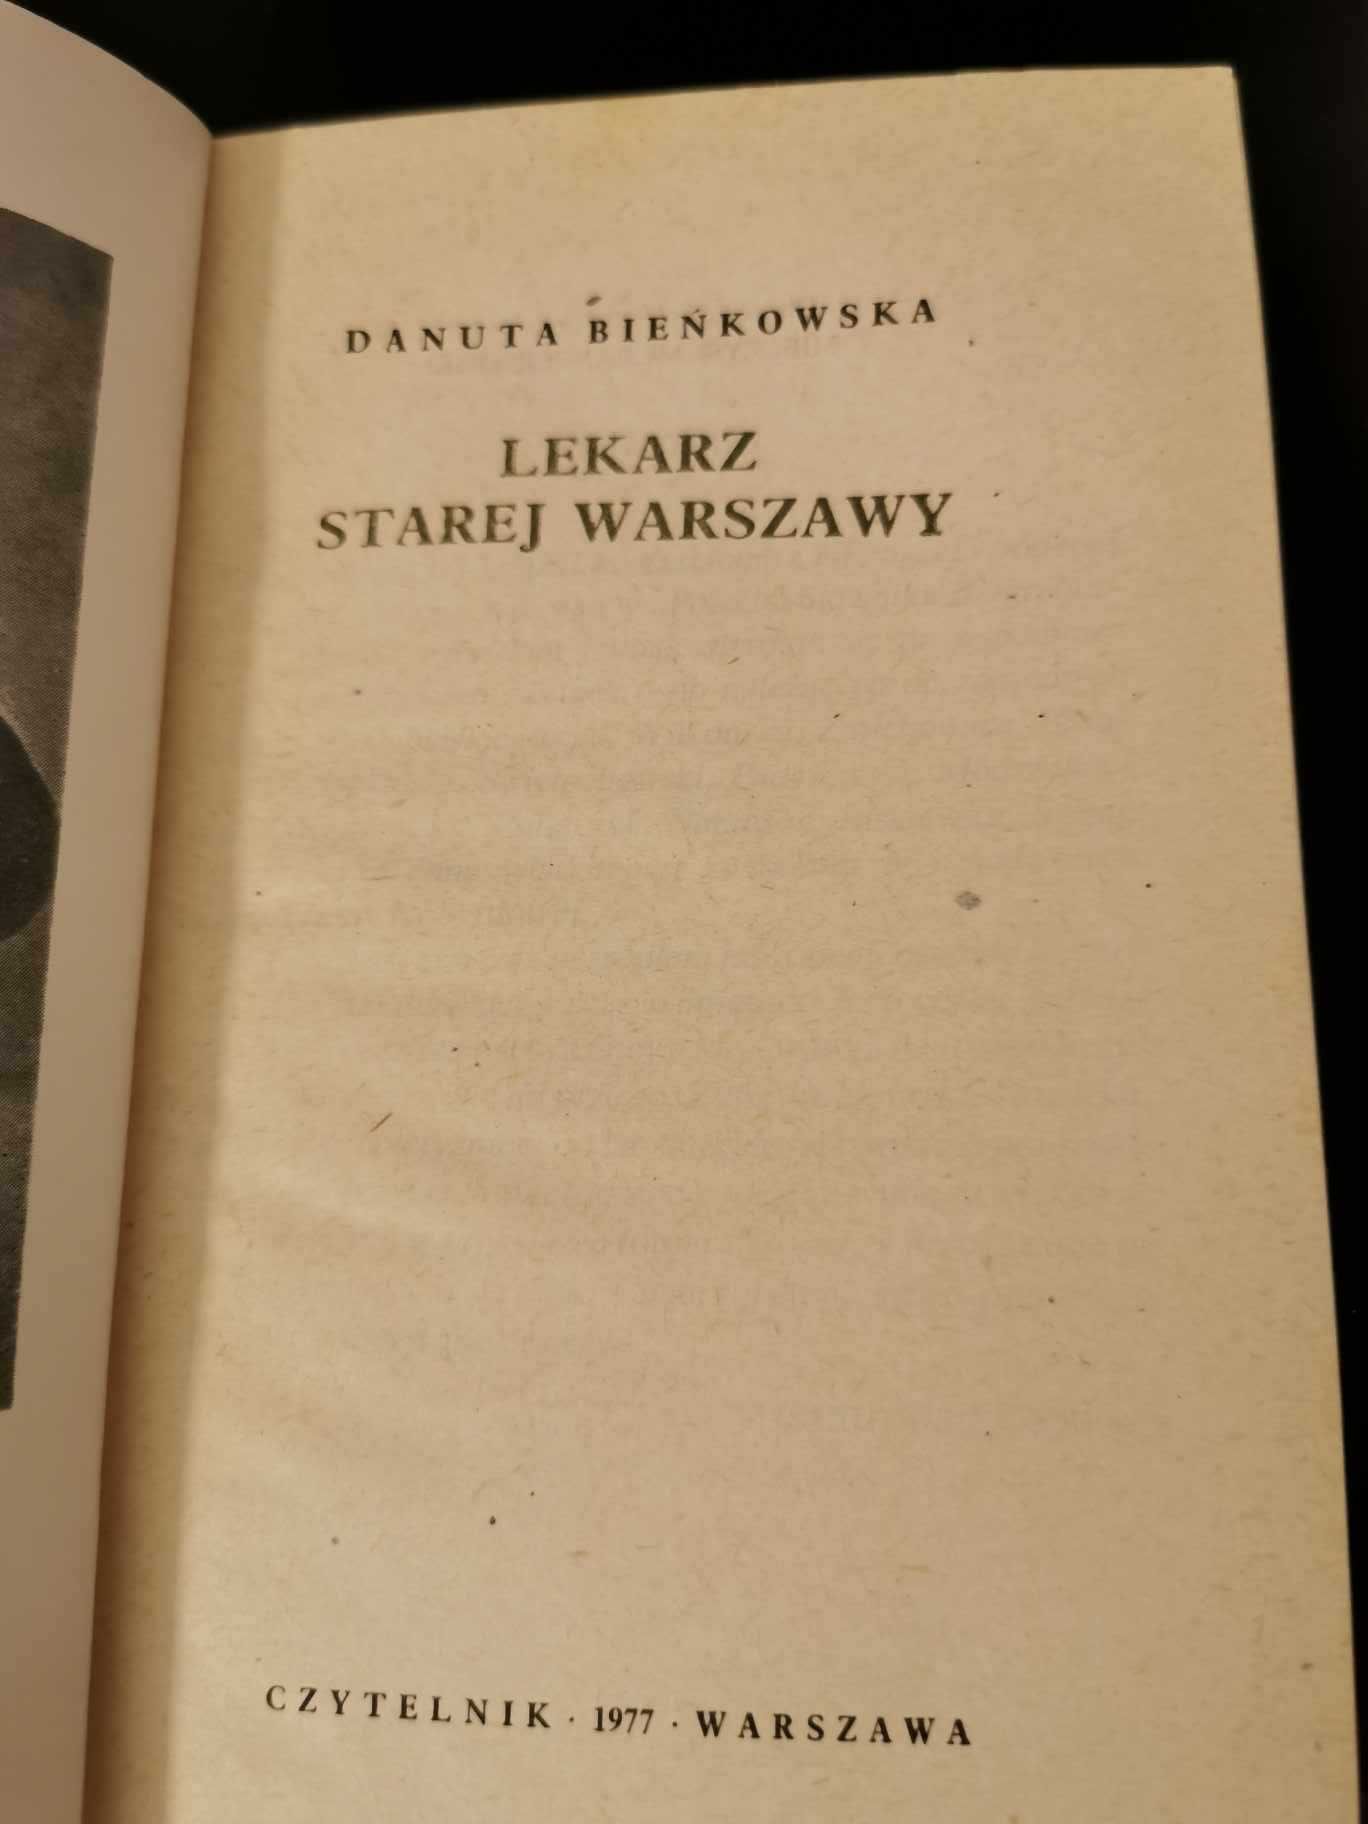 DANUTA BIEŃKOWSKA
LEKARZ
STAREJ WARSZAWY
CZYTELNIK · 1977 · WARSZAWA